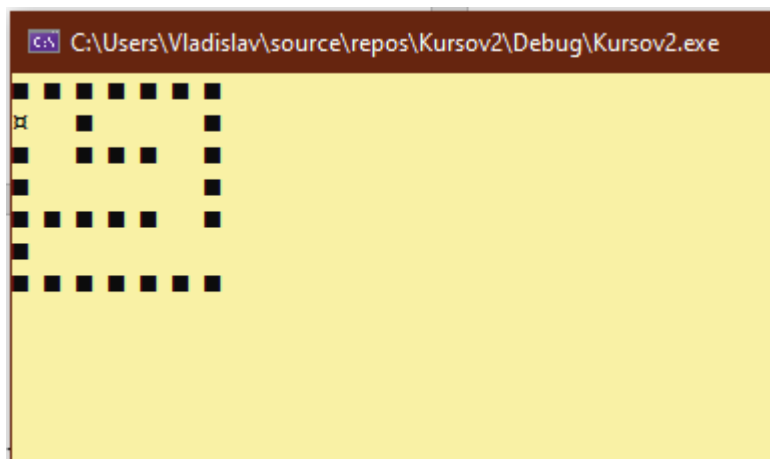 C:\Users\Vladislav\source\repos\Kursov2\Debug\Kursov2.exe
■ ■ ■ ■ ■ ■ ■
¤   ■       ■
■   ■ ■ ■   ■
■           ■
■ ■ ■ ■ ■   ■
■
■ ■ ■ ■ ■ ■ ■